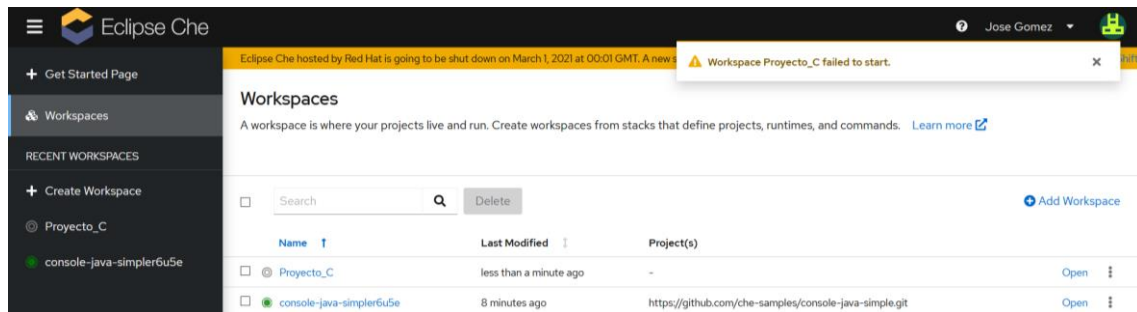 Eclipse Che
Jose Gomez
Get Started Page
Workspaces
RECENT WORKSPACES
Create Workspace
Proyecto_C
console-java-simpler6u5e
Eclipse Che hosted by Red Hat is going to be shut down on March 1, 2021 at 00:01 GMT. A new
Workspace Proyecto_C failed to start.
Workspaces
A workspace is where your projects live and run. Create workspaces from stacks that define projects, runtimes, and commands. Learn more
Search Delete Add Workspace
Name Last Modified Project(s)
Proyecto_C less than a minute ago - Open
console-java-simpler6u5e 8 minutes ago https://github.com/che-samples/console-java-simple.git Open